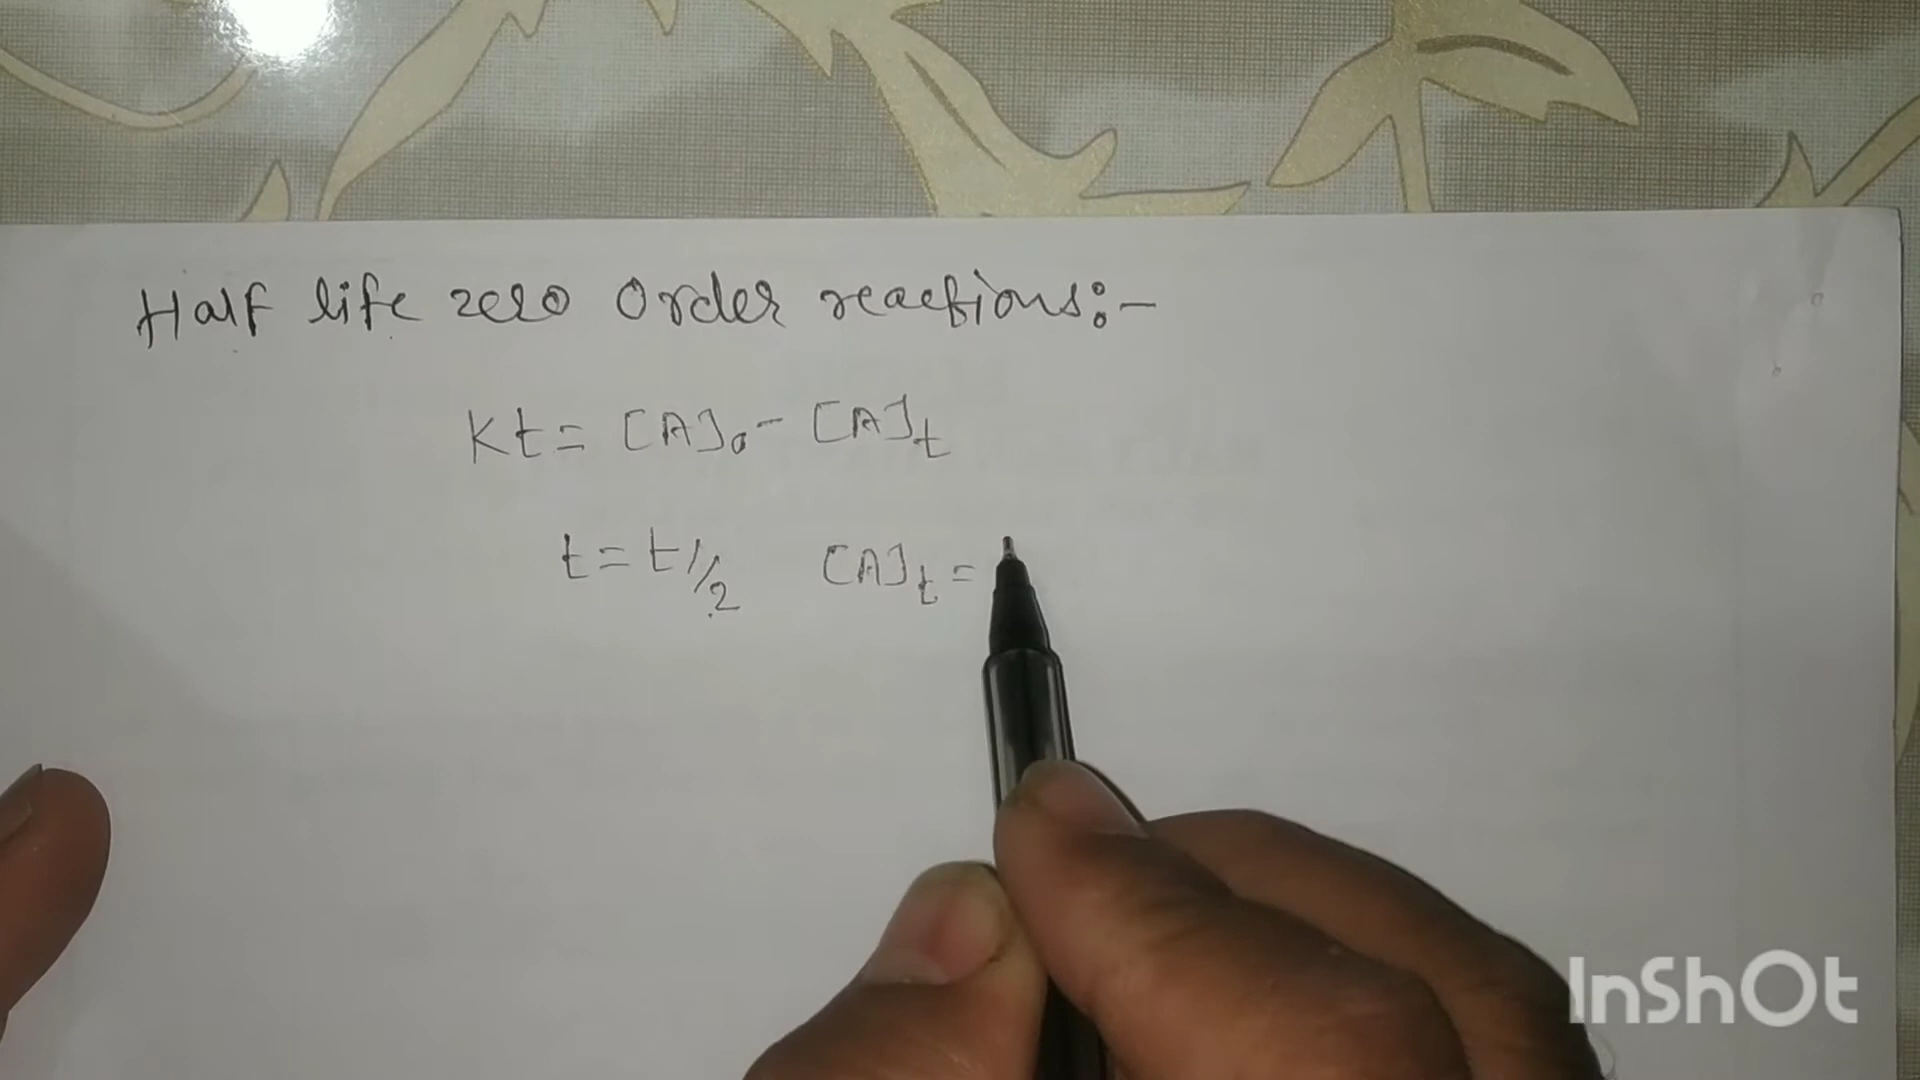 Half life zero Order reactions:-
Kt = [A]₀ - [A]t
t = t1/2 [A]t =
InShOt